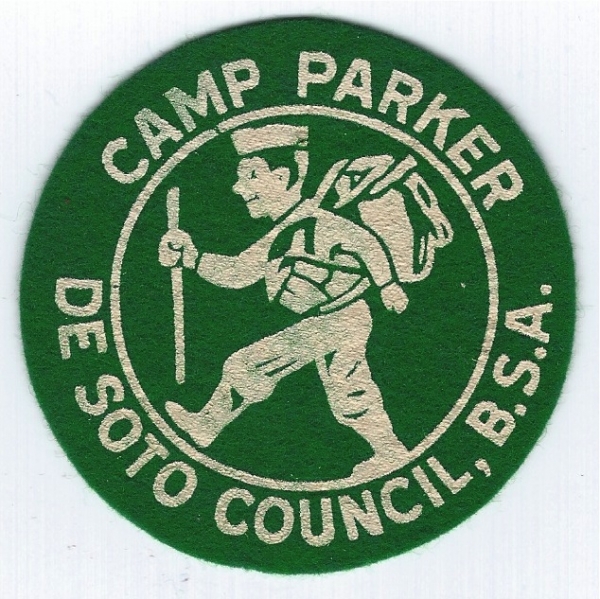 CAMP PARKER
DE SOTO COUNCIL, B.S.A.